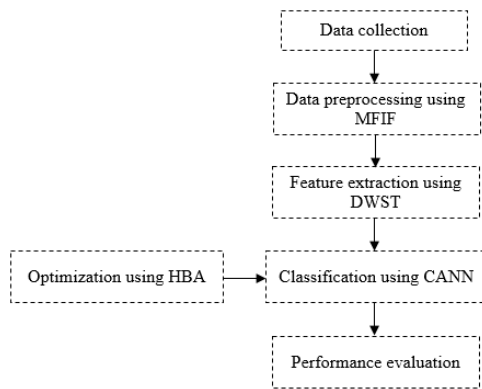 Data collection
Data preprocessing using
MFIF
Feature extraction using
DWST
Optimization using HBA
Classification using CANN
Performance evaluation